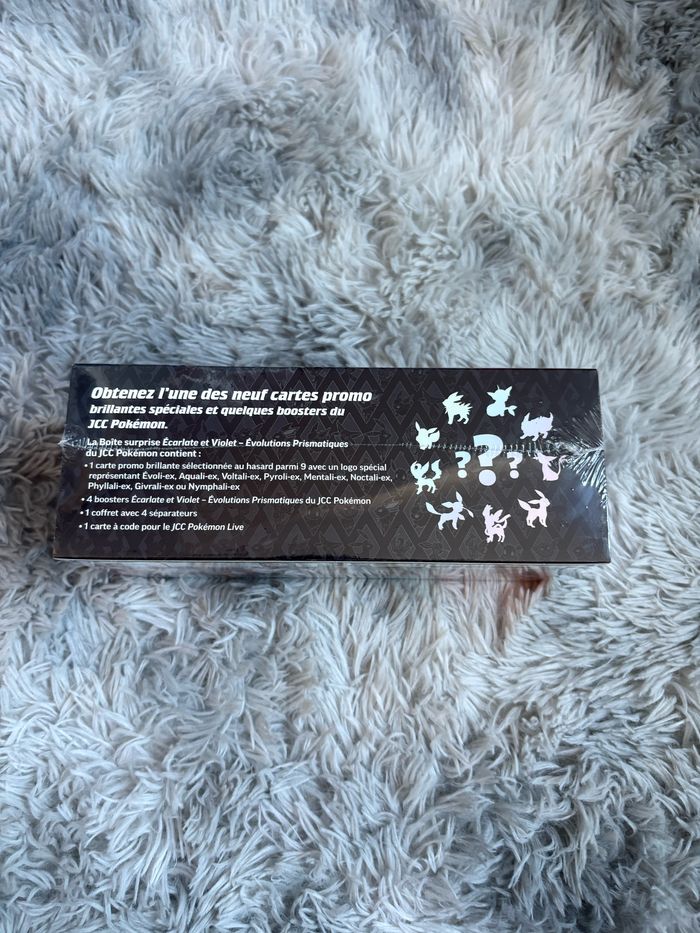 Obtenez l'une des neuf cartes promo
brillantes spéciales et quelques boosters du
JCC Pokémon.
La Boîte surprise Écarlate et Violet – Évolutions Prismatiques
du JCC Pokémon contient :
• 1 carte promo brillante sélectionnée au hasard parmi 9 avec un logo spécial
représentant Évoli-ex, Aquali-ex, Voltali-ex, Pyroli-ex, Mentali-ex, Noctali-ex,
Phyllali-ex, Givrali-ex ou Nymphali-ex
• 4 boosters Écarlate et Violet – Évolutions Prismatiques du JCC Pokémon
• 1 coffret avec 4 séparateurs
• 1 carte à code pour le JCC Pokémon Live
? ? ?